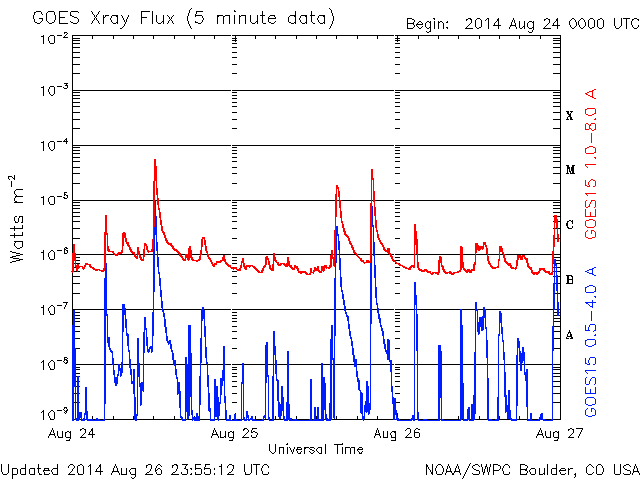 GOES Xray Flux (5 minute data)
Begin: 2014 Aug 24 0000 UTC
10⁻²
10⁻³
10⁻⁴
10⁻⁵
10⁻⁶
10⁻⁷
10⁻⁸
10⁻⁹
Watts m⁻²
X
M
C
B
A
GOES15 1.0-8.0 A
GOES15 0.5-4.0 A
Aug 24 Aug 25 Aug 26 Aug 27
Universal Time
Updated 2014 Aug 26 23:55:12 UTC
NOAA/SWPC Boulder, CO USA